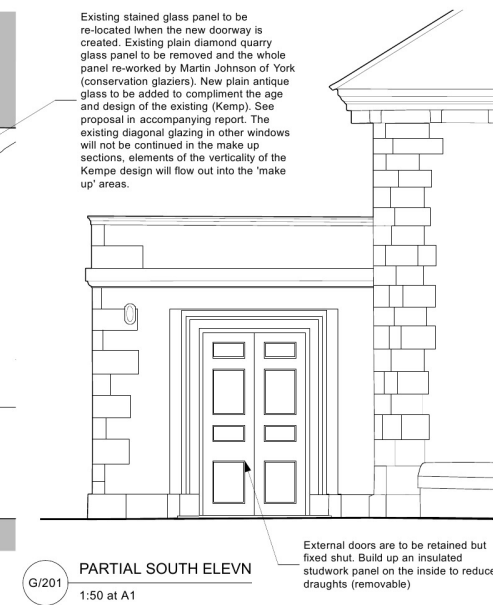 Existing stained glass panel to be
re-located lwhen the new doorway is
created. Existing plain diamond quarry
glass panel to be removed and the whole
panel re-worked by Martin Johnson of York
(conservation glaziers). New plain antique
glass to be added to compliment the age
and design of the existing (Kemp). See
proposal in accompanying report. The
existing diagonal glazing in other windows
will not be continued in the make up
sections, elements of the verticality of the
Kempe design will flow out into the 'make
up' areas.
External doors are to be retained but
fixed shut. Build up an insulated
studwork panel on the inside to reduce
draughts (removable)
G/201
PARTIAL SOUTH ELEVN
1:50 at A1